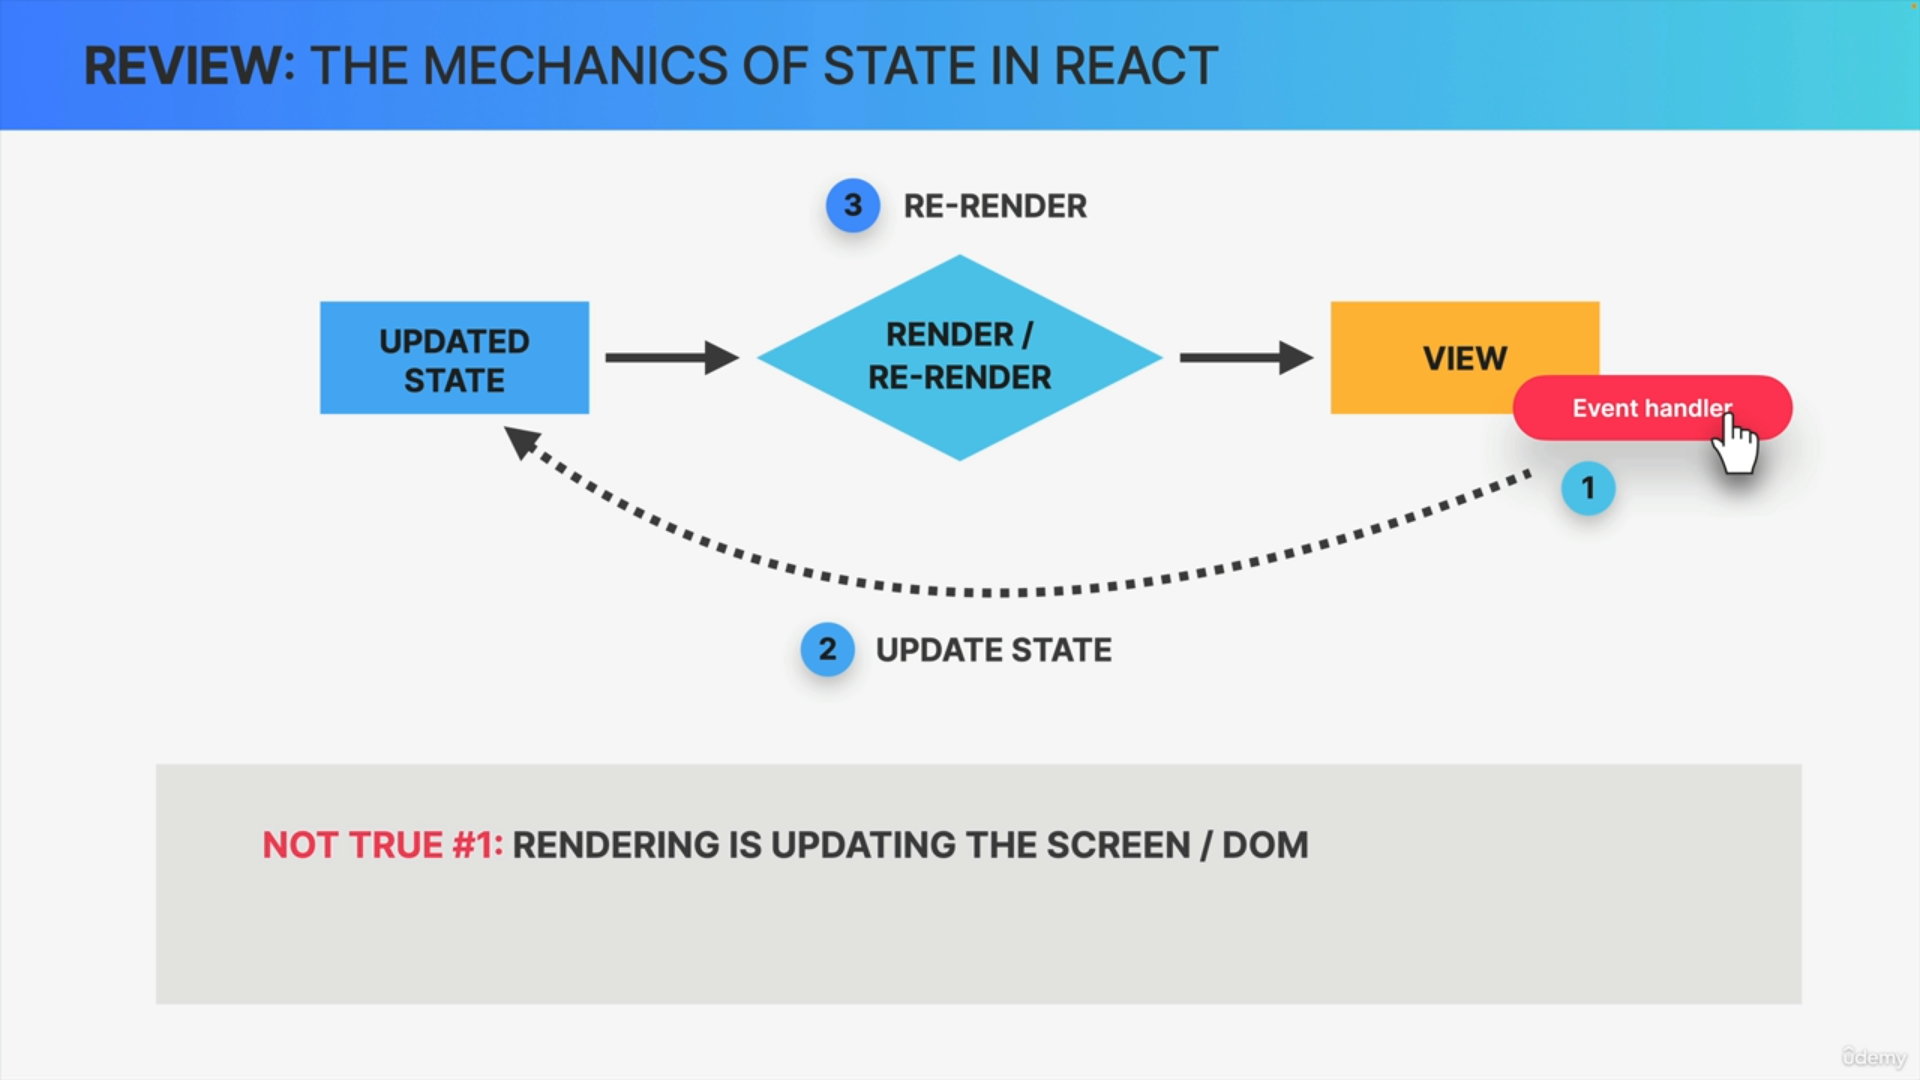 REVIEW: THE MECHANICS OF STATE IN REACT
3 RE-RENDER
UPDATED
STATE
RENDER /
RE-RENDER
VIEW
Event handler
1
2 UPDATE STATE
NOT TRUE #1: RENDERING IS UPDATING THE SCREEN / DOM
ûdemy